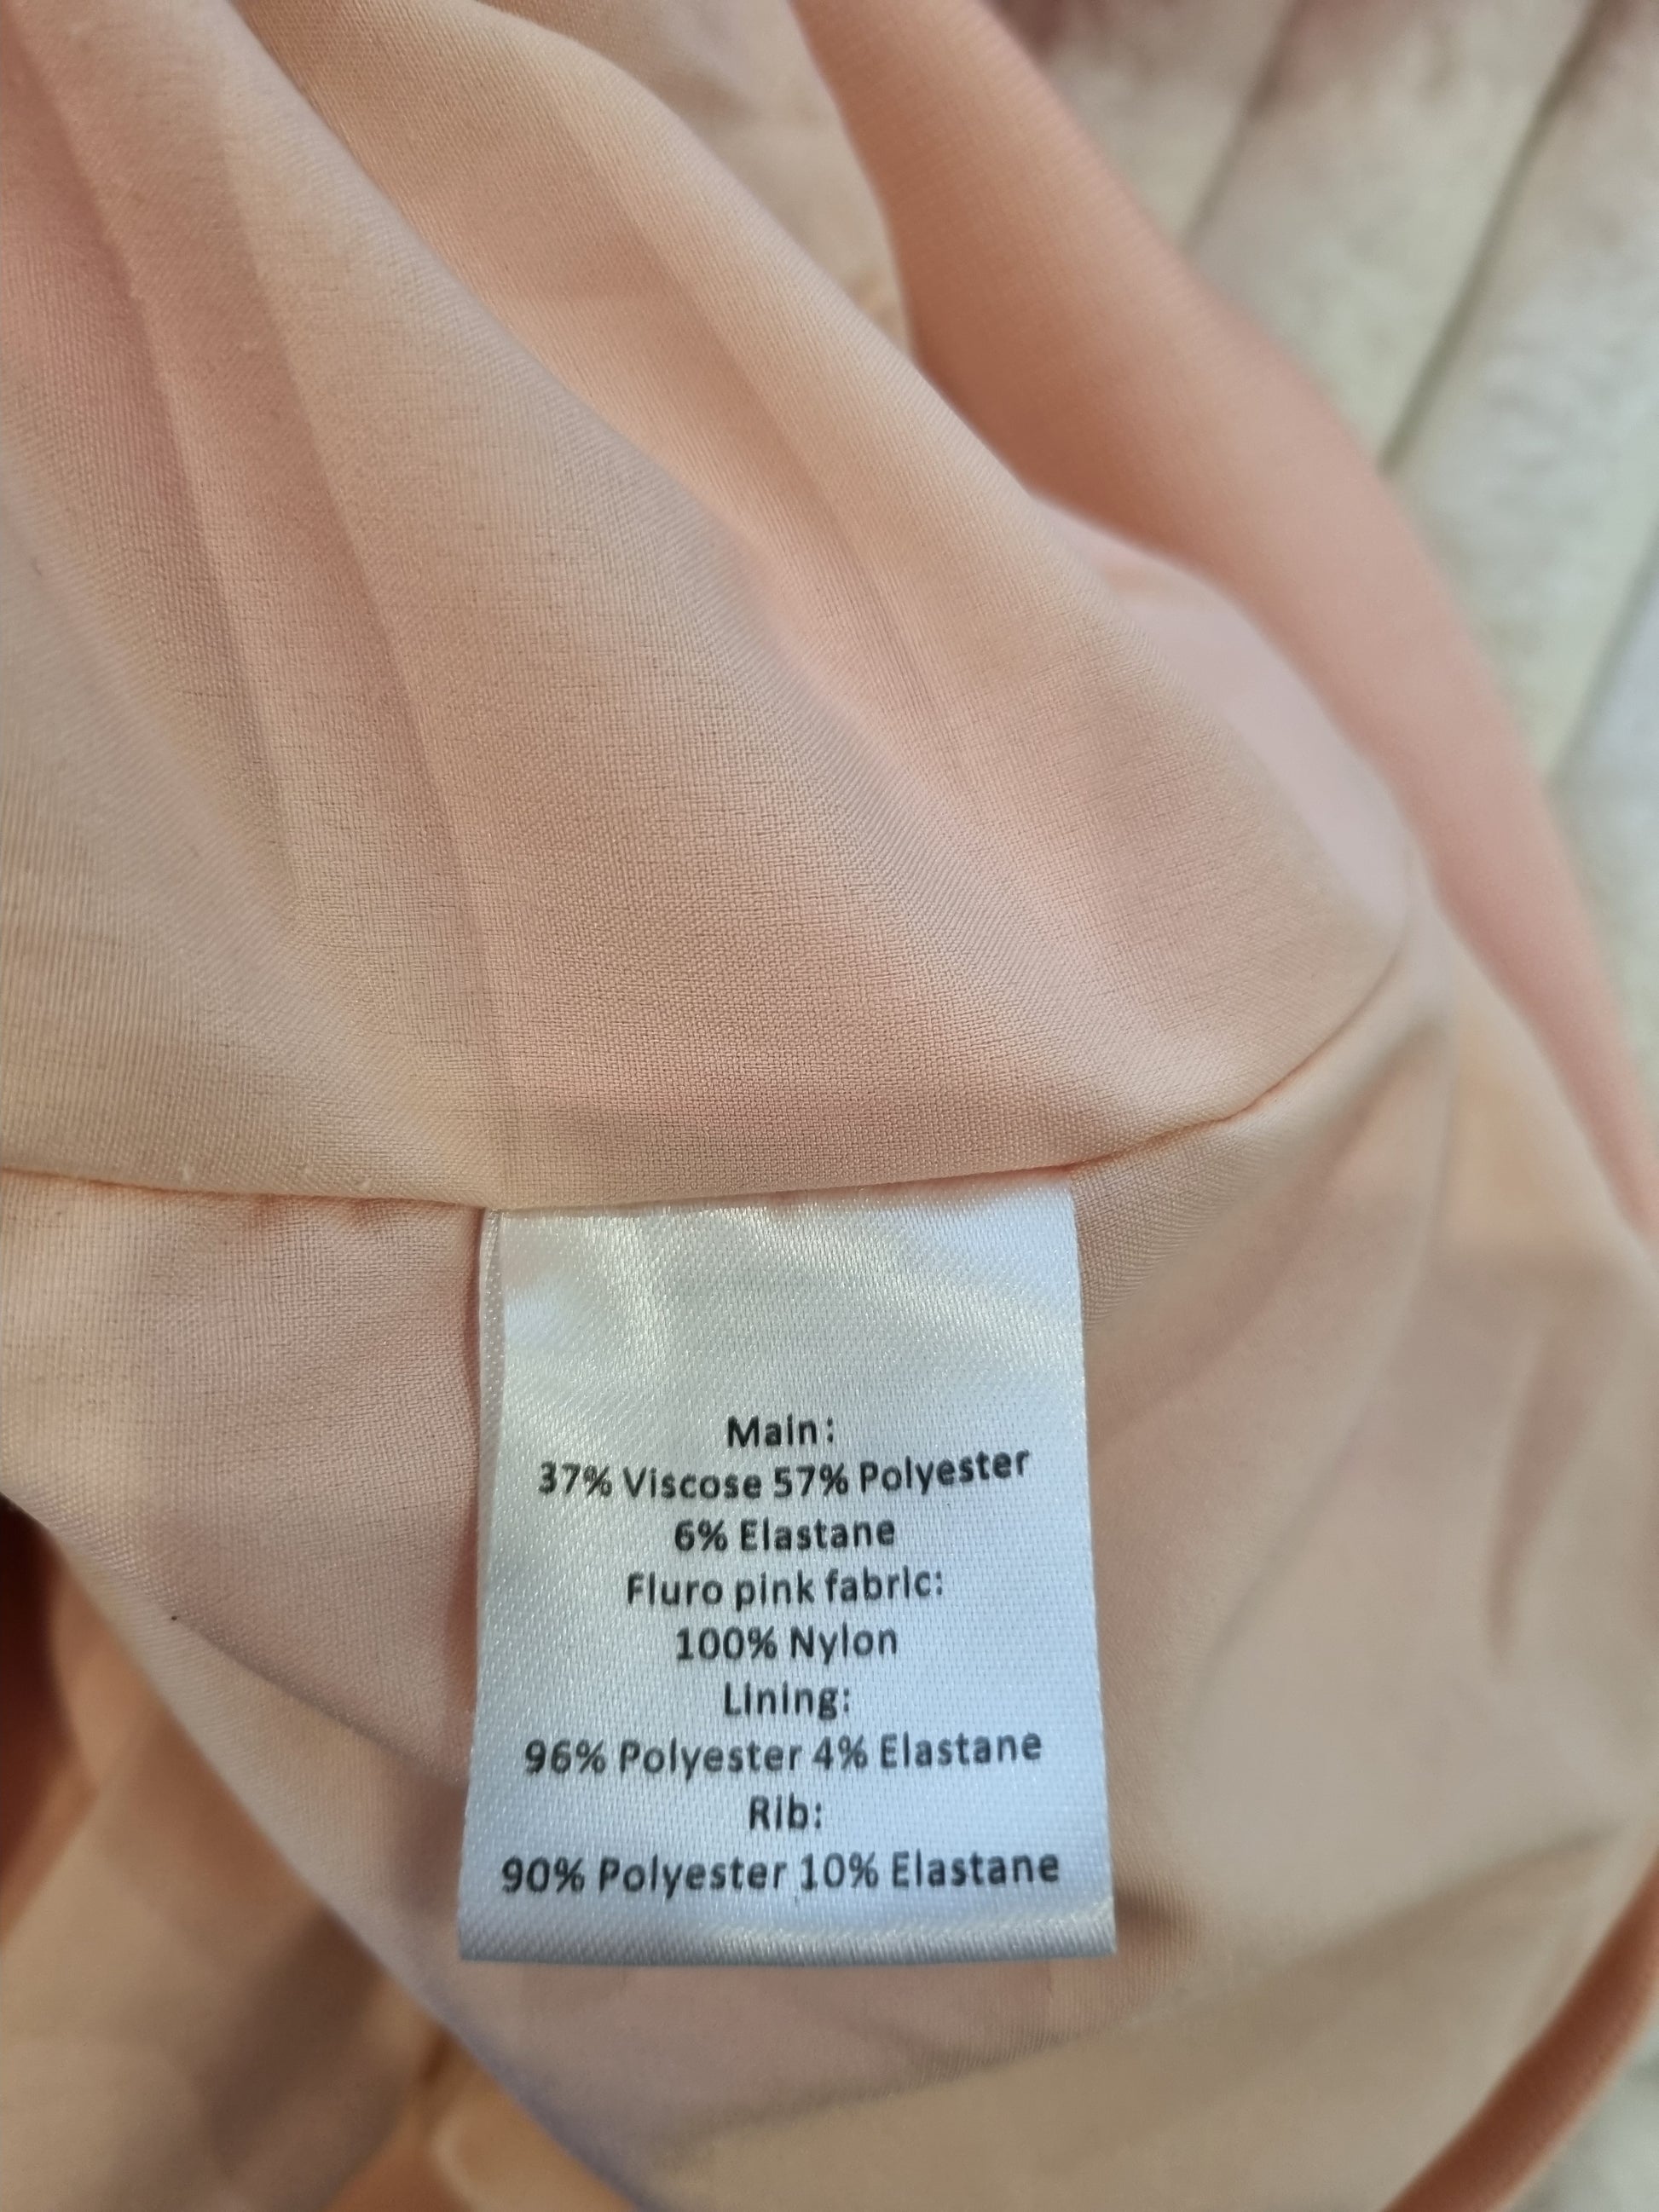 Main:
37% Viscose 57% Polyester
6% Elastane
Fluro pink fabric:
100% Nylon
Lining:
96% Polyester 4% Elastane
Rib:
90% Polyester 10% Elastane